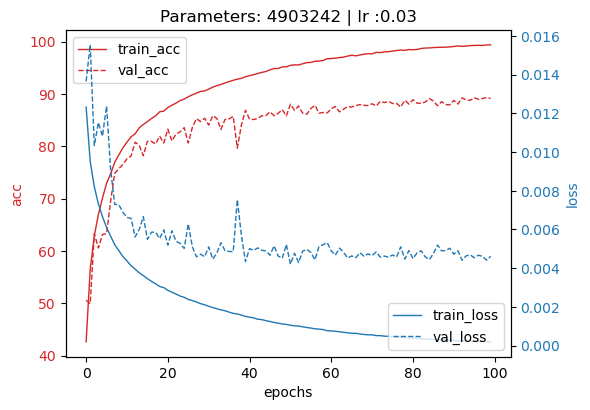 Parameters: 4903242 | lr :0.03
train_acc
val_acc
100
90
80
70
60
50
40
acc
0.016
0.014
0.012
0.010
0.008
0.006
0.004
0.002
0.000
loss
train_loss
val_loss
0 20 40 60 80 100
epochs